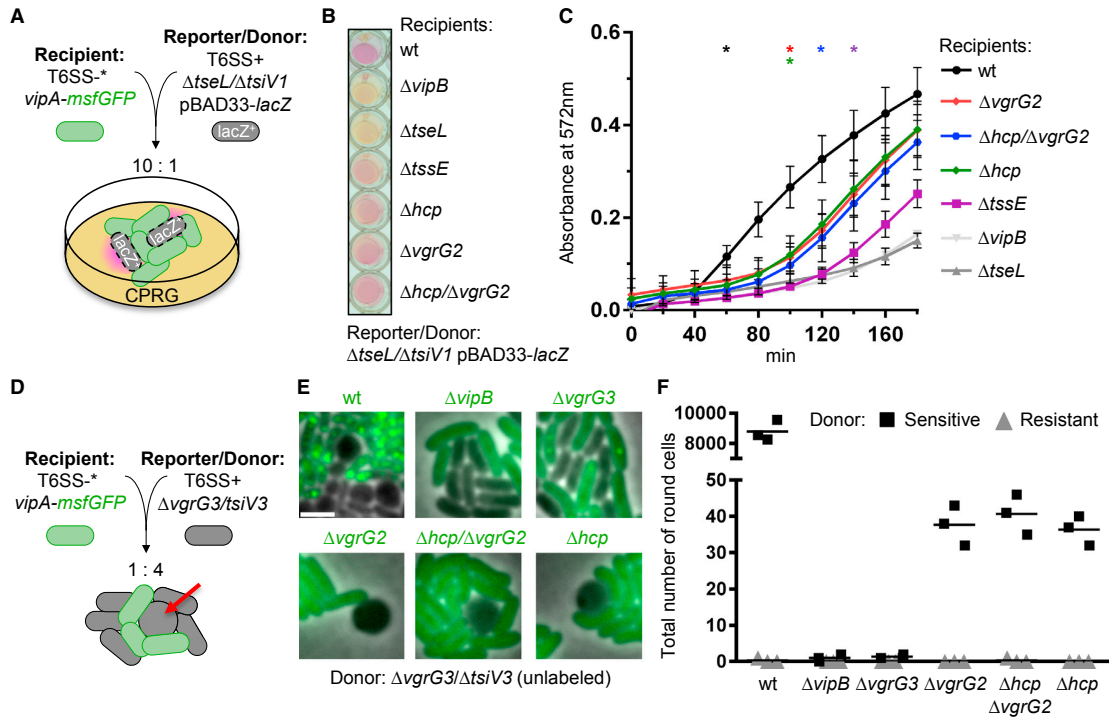 A
Recipient:
T6SS-*
vipA-msfGFP
Reporter/Donor:
T6SS+
ΔtseL/ΔtsiV1
pBAD33-lacZ
lacZ+
10 : 1
lacZ+
lacZ+
CPRG
B
Recipients:
wt
ΔvipB
ΔtseL
ΔtssE
Δhcp
ΔvgrG2
Δhcp/ΔvgrG2
Reporter/Donor:
ΔtseL/ΔtsiV1 pBAD33-lacZ
C
Absorbance at 572nm
0.6
0.4
0.2
0.0
* * * *
*
0 40 80 120 160
min
Recipients:
wt
ΔvgrG2
Δhcp/ΔvgrG2
Δhcp
ΔtssE
ΔvipB
ΔtseL
D
Recipient:
T6SS-*
vipA-msfGFP
Reporter/Donor:
T6SS+
ΔvgrG3/tsiV3
1 : 4
E
wt ΔvipB ΔvgrG3
ΔvgrG2 Δhcp/ΔvgrG2 Δhcp
Donor: ΔvgrG3/ΔtsiV3 (unlabeled)
F
Total number of round cells
10000
8000
50
40
30
20
10
0
Donor: Sensitive Resistant
wt ΔvipB ΔvgrG3 ΔvgrG2 Δhcp Δhcp
ΔvgrG2